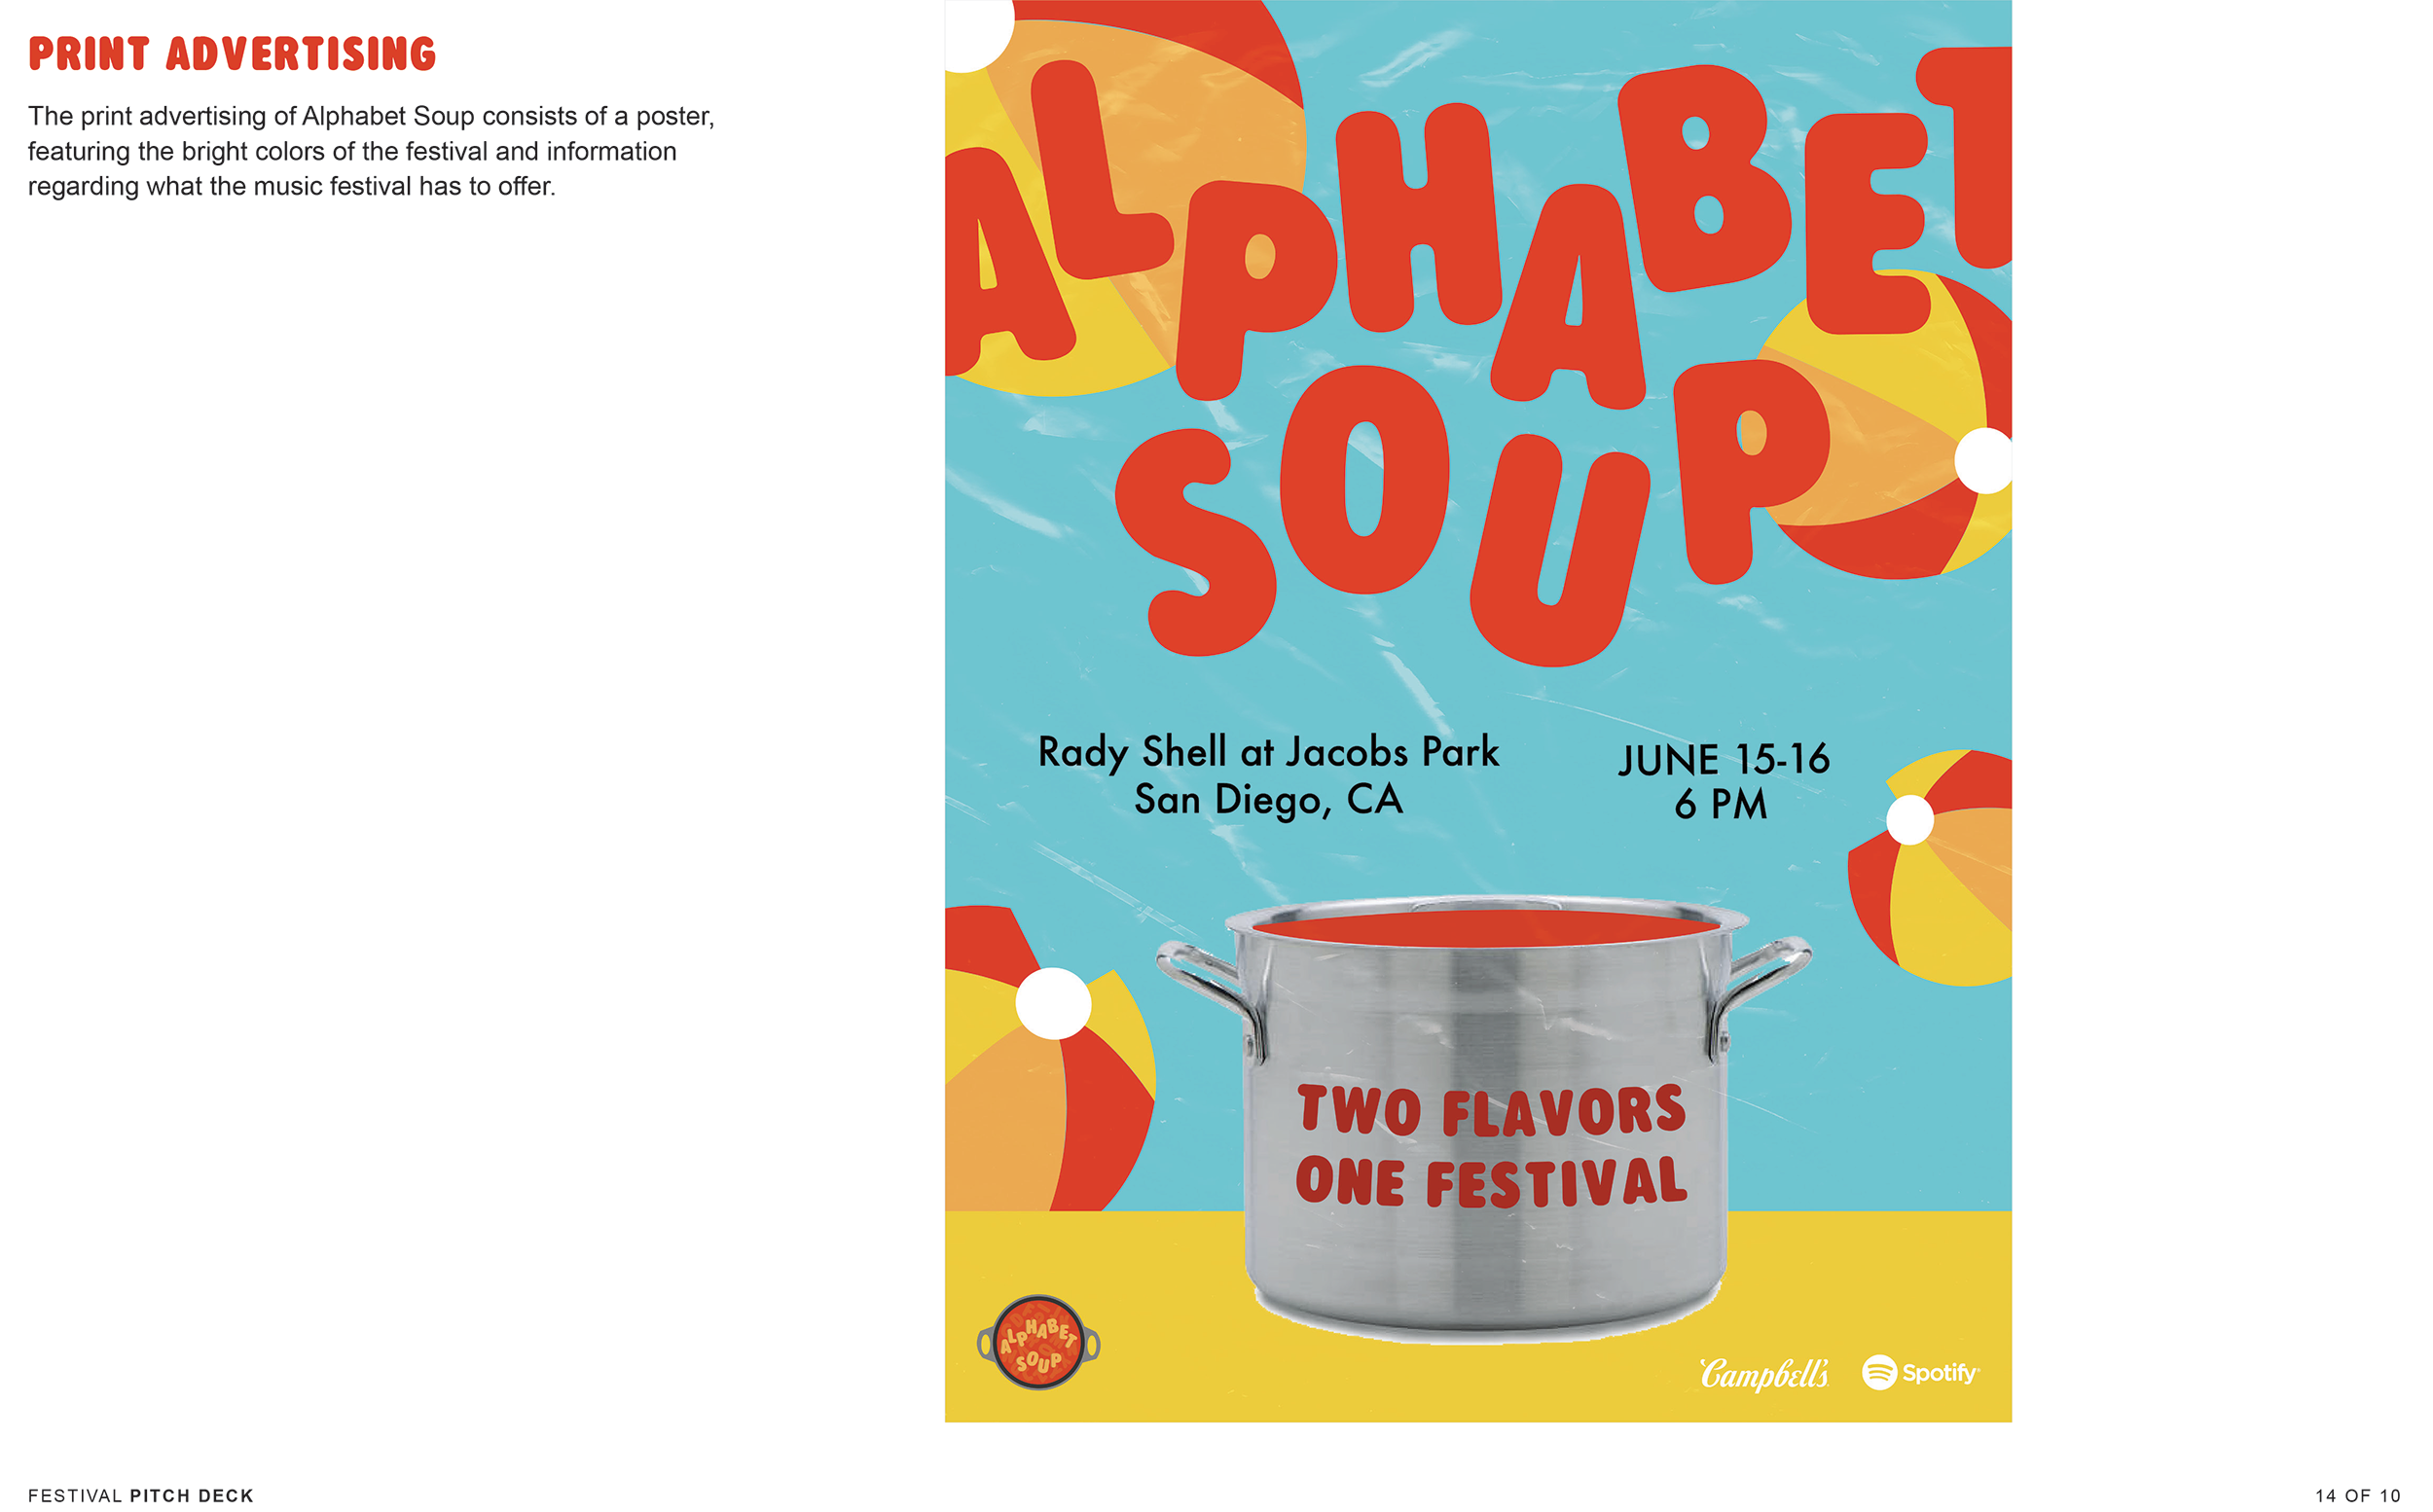 PRINT ADVERTISING
The print advertising of Alphabet Soup consists of a poster,
featuring the bright colors of the festival and information
regarding what the music festival has to offer.
ALPHABET
SOUP
Rady Shell at Jacobs Park
San Diego, CA
JUNE 15-16
6 PM
TWO FLAVORS
ONE FESTIVAL
ALPHABET
SOUP
Campbell's
Spotify
FESTIVAL PITCH DECK
14 OF 10